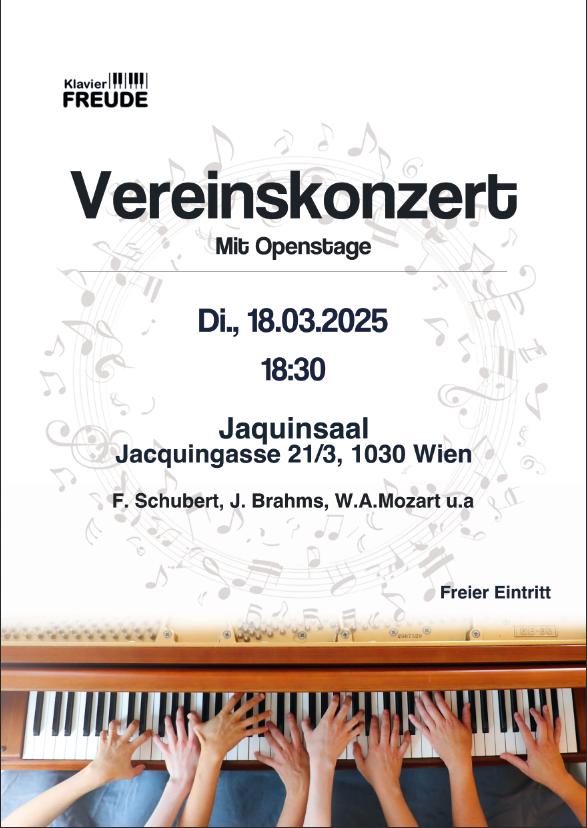 Klavier
FREUDE
Vereinskonzert
Mit Openstage
Di., 18.03.2025
18:30
Jaquinsaal
Jacquingasse 21/3, 1030 Wien
F. Schubert, J. Brahms, W.A.Mozart u.a
Freier Eintritt